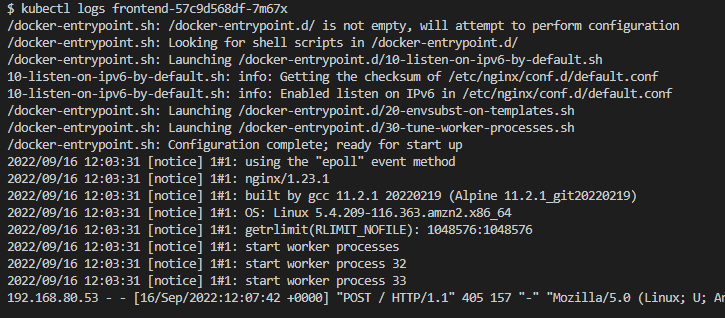 $ kubectl logs frontend-57c9d568df-7m67x
/docker-entrypoint.sh: /docker-entrypoint.d/ is not empty, will attempt to perform configuration
/docker-entrypoint.sh: Looking for shell scripts in /docker-entrypoint.d/
/docker-entrypoint.sh: Launching /docker-entrypoint.d/10-listen-on-ipv6-by-default.sh
10-listen-on-ipv6-by-default.sh: info: Getting the checksum of /etc/nginx/conf.d/default.conf
10-listen-on-ipv6-by-default.sh: info: Enabled listen on IPv6 in /etc/nginx/conf.d/default.conf
/docker-entrypoint.sh: Launching /docker-entrypoint.d/20-envsubst-on-templates.sh
/docker-entrypoint.sh: Launching /docker-entrypoint.d/30-tune-worker-processes.sh
/docker-entrypoint.sh: Configuration complete; ready for start up
2022/09/16 12:03:31 [notice] 1#1: using the "epoll" event method
2022/09/16 12:03:31 [notice] 1#1: nginx/1.23.1
2022/09/16 12:03:31 [notice] 1#1: built by gcc 11.2.1 20220219 (Alpine 11.2.1_git20220219)
2022/09/16 12:03:31 [notice] 1#1: OS: Linux 5.4.209-116.363.amzn2.x86_64
2022/09/16 12:03:31 [notice] 1#1: getrlimit(RLIMIT_NOFILE): 1048576:1048576
2022/09/16 12:03:31 [notice] 1#1: start worker processes
2022/09/16 12:03:31 [notice] 1#1: start worker process 32
2022/09/16 12:03:31 [notice] 1#1: start worker process 33
192.168.80.53 - - [16/Sep/2022:12:07:42 +0000] "POST / HTTP/1.1" 405 157 "-" "Mozilla/5.0 (Linux; U;